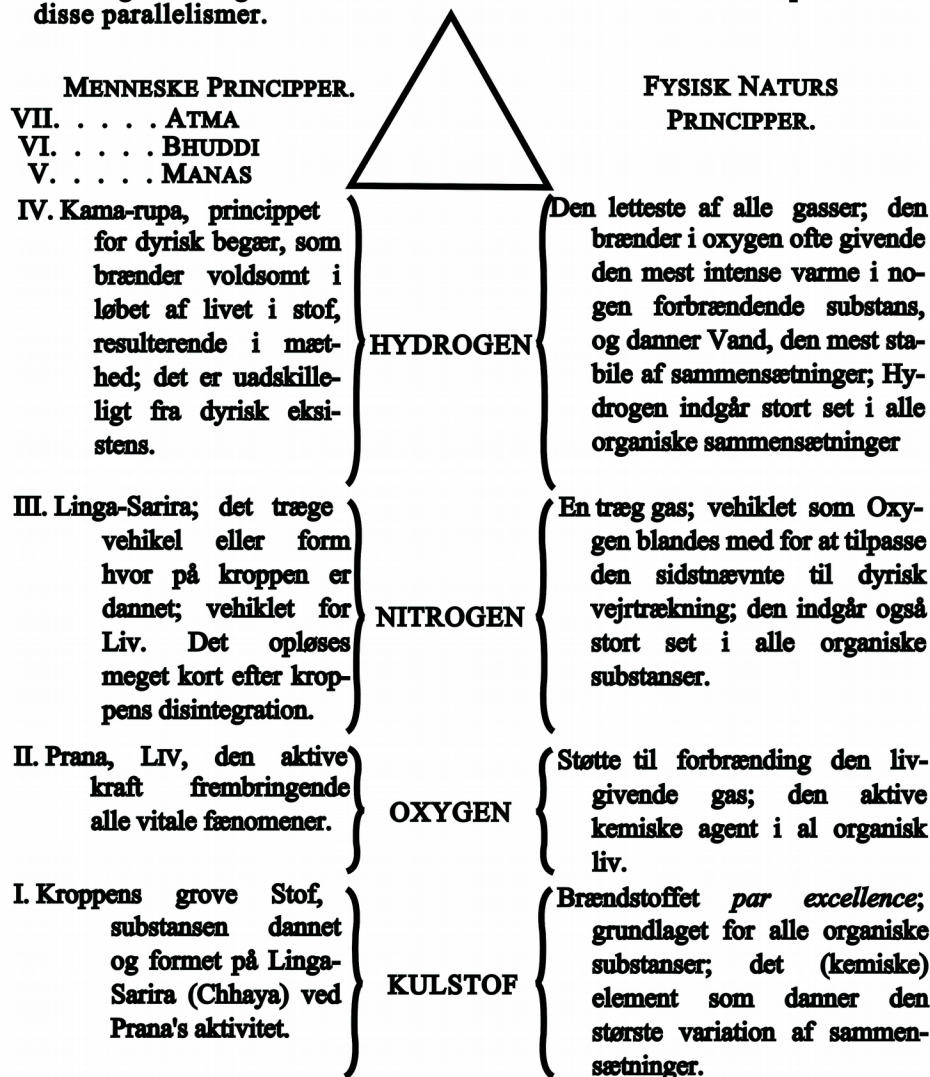 disse parallelismer.
MENNESKE PRINCIPPER.
VII. . . . . . ATMA
VI. . . . . . BHUDDI
V. . . . . . MANAS
FYSISK NATURS
PRINCIPPER.
IV. Kama-rupa, princippet
for dyrisk begær, som
brænder voldsomt i
løbet af livet i stof,
resulterende i mæt-
hed; det er uadskille-
ligt fra dyrisk eksi-
stens.
HYDROGEN
Den letteste af alle gasser; den
brænder i oxygen ofte givende
den mest intense varme i no-
gen forbrændende substans,
og danner Vand, den mest sta-
bile af sammensætninger; Hy-
drogen indgår stort set i alle
organiske sammensætninger
III. Linga-Sarira; det træge
vehikel eller form
hvor på kroppen er
dannet; vehiklet for
Liv. Det opløses
meget kort efter krop-
pens disintegration.
NITROGEN
En træg gas; vehiklet som Oxy-
gen blandes med for at tilpasse
den sidstnævnte til dyrisk
vejrtrækning; den indgår også
stort set i alle organiske
substanser.
II. Prana, LIV, den aktive
kraft frembringende
alle vitale fænomener.
OXYGEN
Støtte til forbrænding den liv-
givende gas; den aktive
kemiske agent i al organisk
liv.
I. Kroppens grove Stof,
substansen dannet
og formet på Linga-
Sarira (Chhaya) ved
Prana's aktivitet.
KULSTOF
Brændstoffet par excellence;
grundlaget for alle organiske
substanser; det (kemiske)
element som danner den
største variation af sammen-
sætninger.